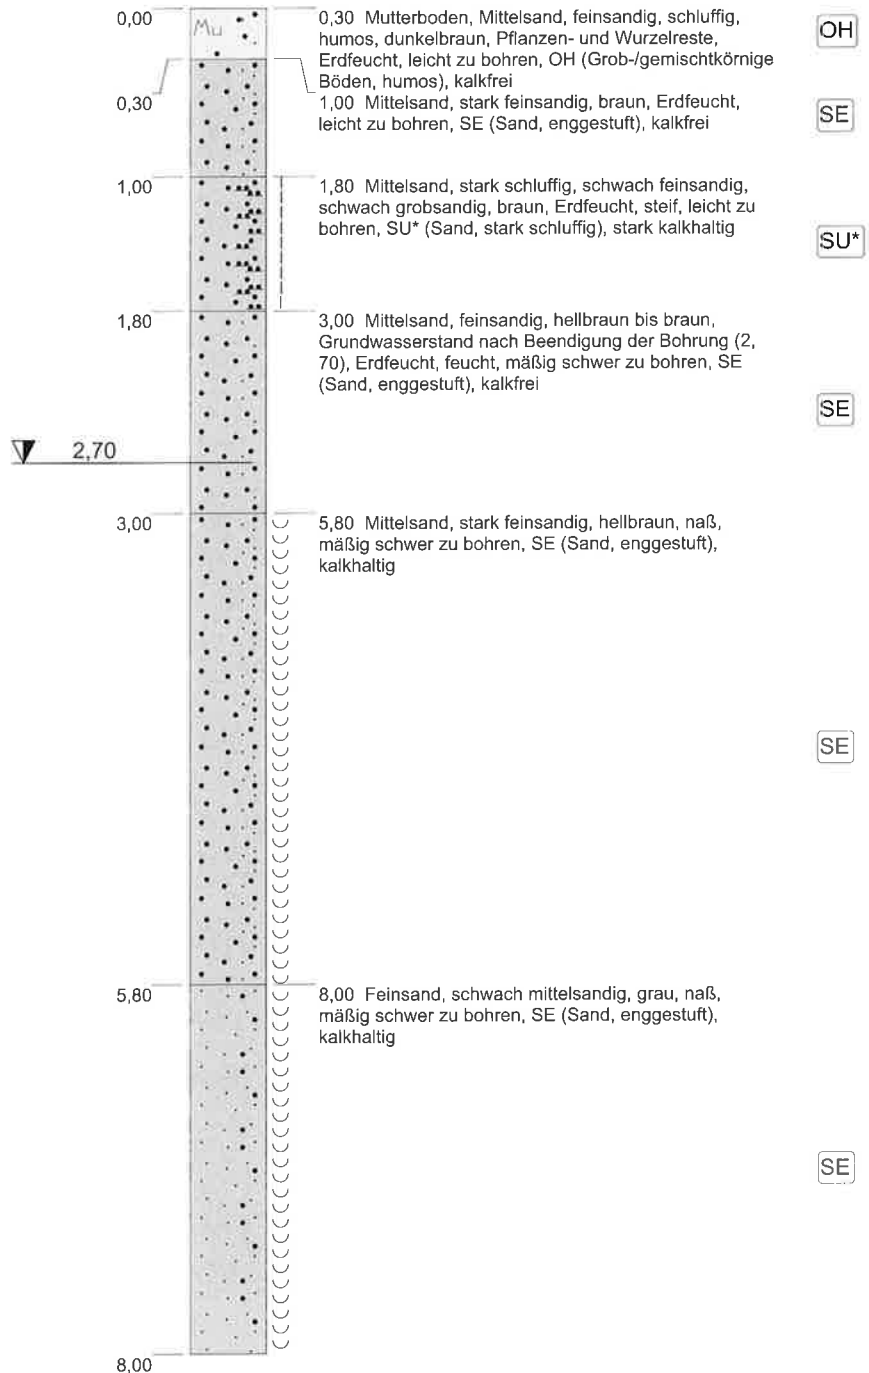 0,00
Mu
0,30 Mutterboden, Mittelsand, feinsandig, schluffig,
humos, dunkelbraun, Pflanzen- und Wurzelreste,
Erdfeucht, leicht zu bohren, OH (Grob-/gemischtkörnige
Böden, humos), kalkfrei
OH
0,30
1,00 Mittelsand, stark feinsandig, braun, Erdfeucht,
leicht zu bohren, SE (Sand, enggestuft), kalkfrei
SE
1,00
1,80 Mittelsand, stark schluffig, schwach feinsandig,
schwach grobsandig, braun, Erdfeucht, steif, leicht zu
bohren, SU* (Sand, stark schluffig), stark kalkhaltig
SU*
1,80
3,00 Mittelsand, feinsandig, hellbraun bis braun,
Grundwasserstand nach Beendigung der Bohrung (2,
70), Erdfeucht, feucht, mäßig schwer zu bohren, SE
(Sand, enggestuft), kalkfrei
SE
2,70
3,00
5,80 Mittelsand, stark feinsandig, hellbraun, naß,
mäßig schwer zu bohren, SE (Sand, enggestuft),
kalkhaltig
SE
5,80
8,00 Feinsand, schwach mittelsandig, grau, naß,
mäßig schwer zu bohren, SE (Sand, enggestuft),
kalkhaltig
SE
8,00